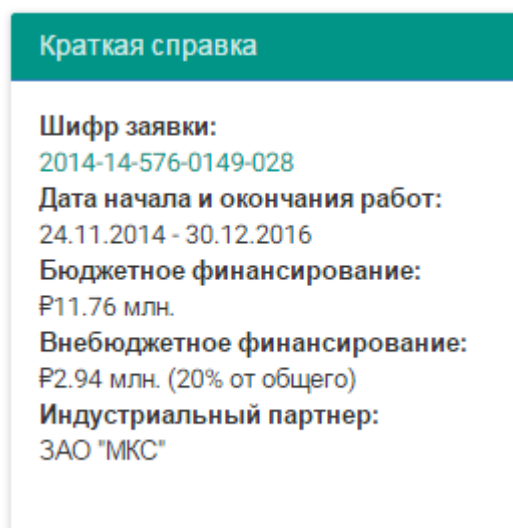 Краткая справка
Шифр заявки:
2014-14-576-0149-028
Дата начала и окончания работ:
24.11.2014 - 30.12.2016
Бюджетное финансирование:
₽11.76 млн.
Внебюджетное финансирование:
₽2.94 млн. (20% от общего)
Индустриальный партнер:
ЗАО "МКС"